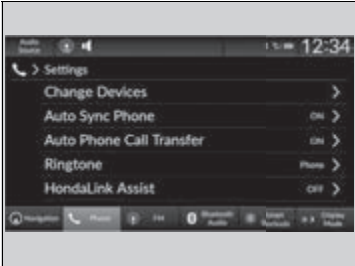 Audio Source 12:34
Settings
Change Devices
Auto Sync Phone ON
Auto Phone Call Transfer ON
Ringtone Phone
HondaLink Assist OFF
Navigation Phone FM Bluetooth Audio Smart Shortcuts Display Mode